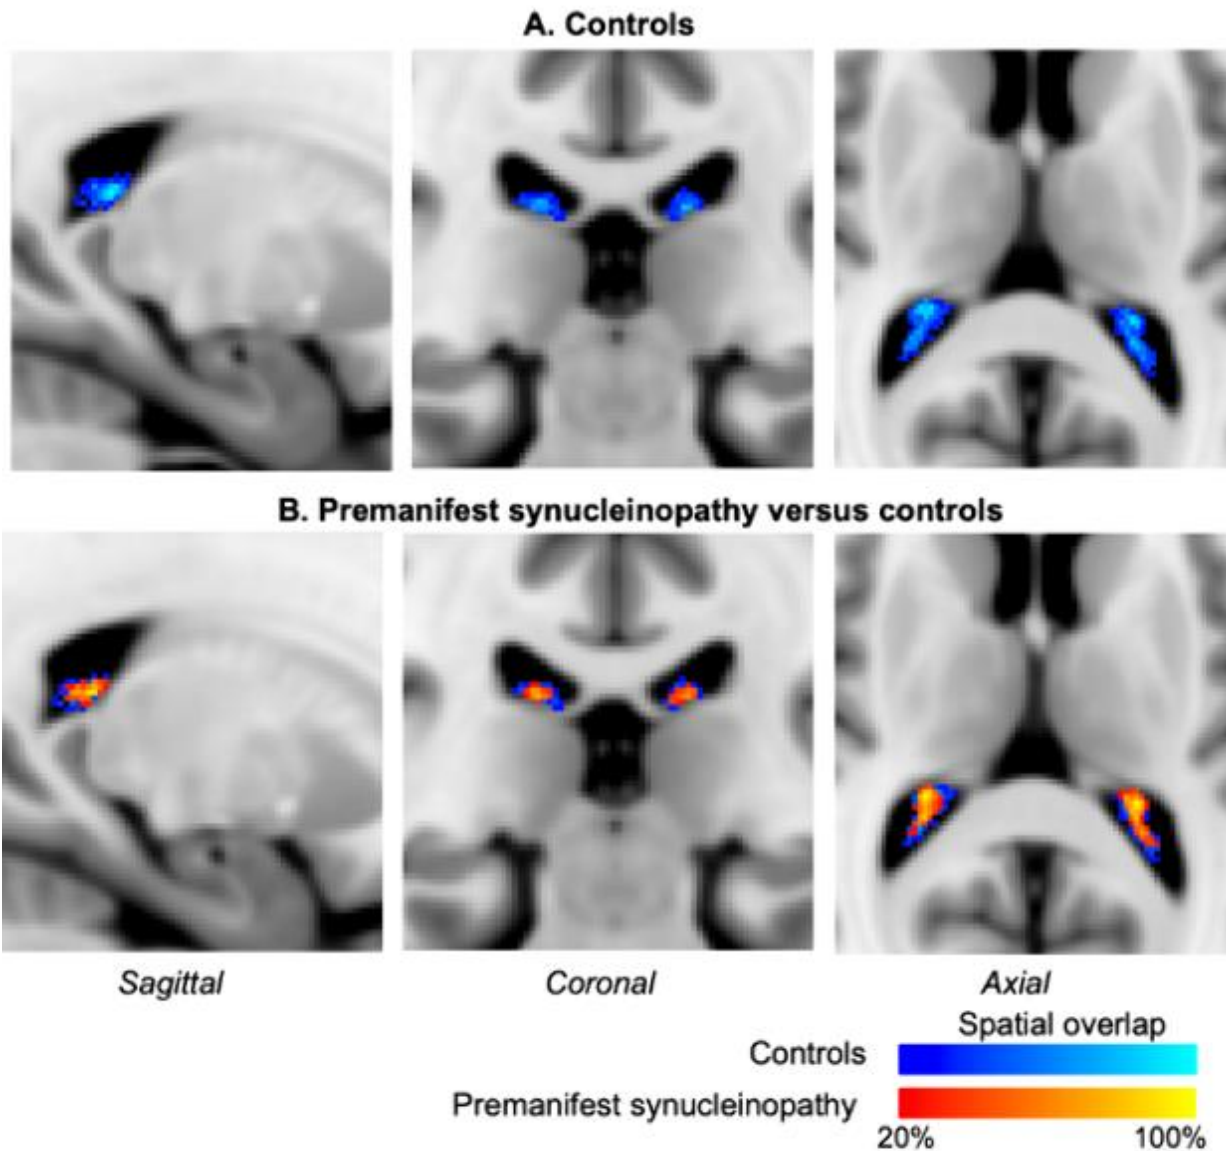 A. Controls
B. Premanifest synucleinopathy versus controls
Sagittal Coronal Axial
Spatial overlap
Controls
Premanifest synucleinopathy
20% 100%